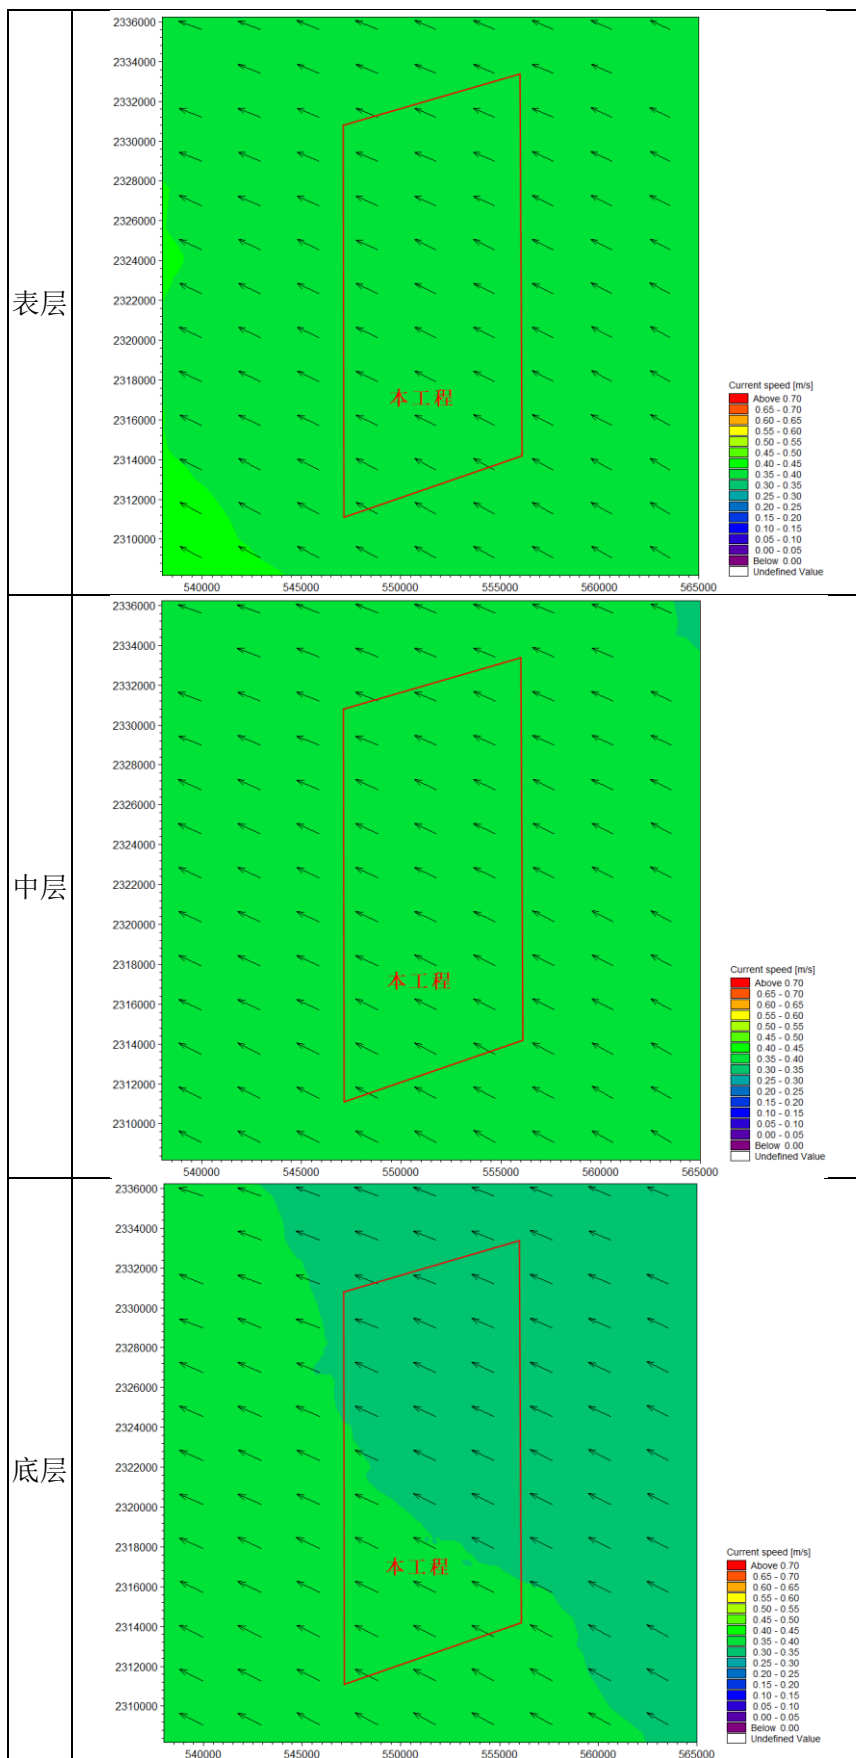 表层
2336000
2334000
2332000
2330000
2328000
2326000
2324000
2322000
2320000
2318000
2316000
2314000
2312000
2310000
540000 545000 550000 555000 560000 565000
本工程
Current speed [m/s]
Above 0.70
0.65 - 0.70
0.60 - 0.65
0.55 - 0.60
0.50 - 0.55
0.45 - 0.50
0.40 - 0.45
0.35 - 0.40
0.30 - 0.35
0.25 - 0.30
0.20 - 0.25
0.15 - 0.20
0.10 - 0.15
0.05 - 0.10
0.00 - 0.05
Below 0.00
Undefined Value
中层
2336000
2334000
2332000
2330000
2328000
2326000
2324000
2322000
2320000
2318000
2316000
2314000
2312000
2310000
540000 545000 550000 555000 560000 565000
本工程
Current speed [m/s]
Above 0.70
0.65 - 0.70
0.60 - 0.65
0.55 - 0.60
0.50 - 0.55
0.45 - 0.50
0.40 - 0.45
0.35 - 0.40
0.30 - 0.35
0.25 - 0.30
0.20 - 0.25
0.15 - 0.20
0.10 - 0.15
0.05 - 0.10
0.00 - 0.05
Below 0.00
Undefined Value
底层
2336000
2334000
2332000
2330000
2328000
2326000
2324000
2322000
2320000
2318000
2316000
2314000
2312000
2310000
540000 545000 550000 555000 560000 565000
本工程
Current speed [m/s]
Above 0.70
0.65 - 0.70
0.60 - 0.65
0.55 - 0.60
0.50 - 0.55
0.45 - 0.50
0.40 - 0.45
0.35 - 0.40
0.30 - 0.35
0.25 - 0.30
0.20 - 0.25
0.15 - 0.20
0.10 - 0.15
0.05 - 0.10
0.00 - 0.05
Below 0.00
Undefined Value